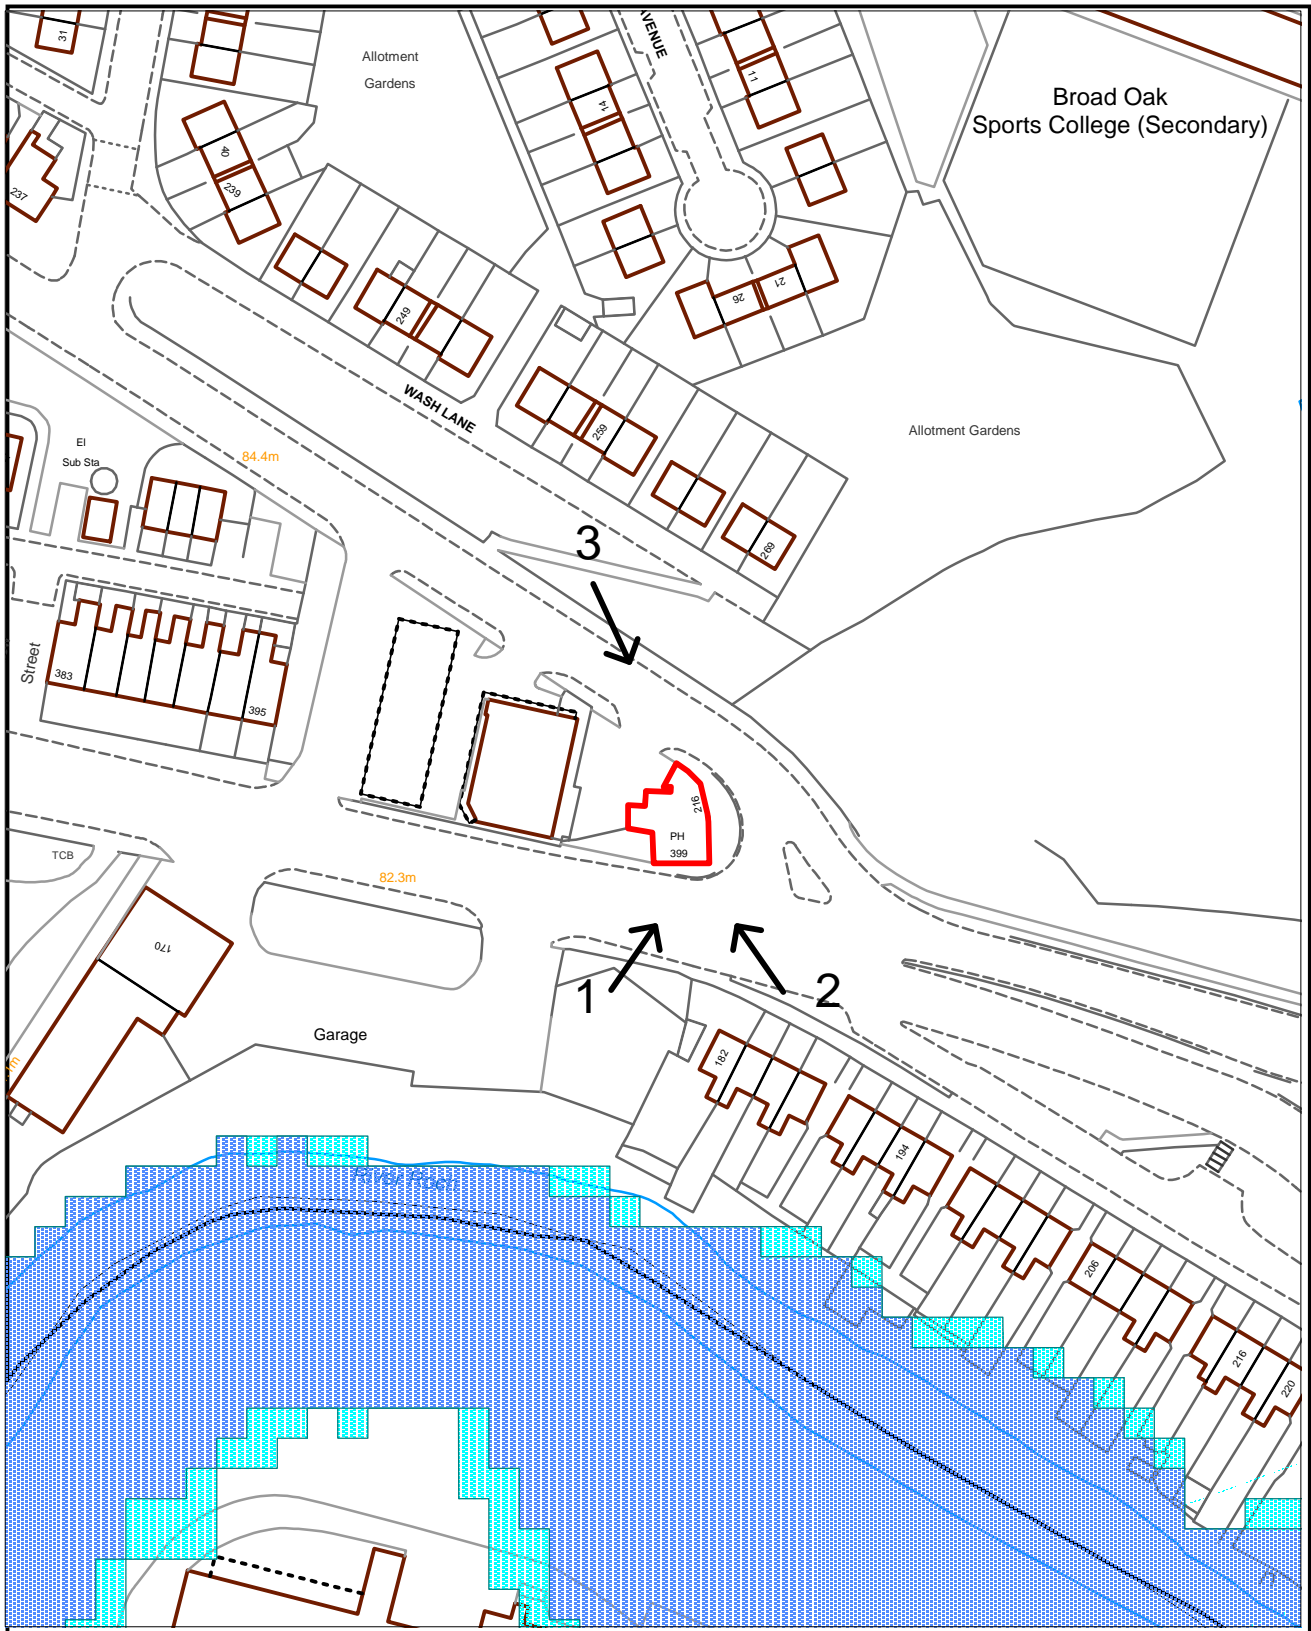 31
Allotment
Gardens
AVENUE
11
14
Broad Oak
Sports College (Secondary)
40
239
237
249
26
21
WASH LANE
259
Allotment Gardens
El
Sub Sta
84.4m
269
3
Street
383
395
216
PH
399
TCB
82.3m
170
1
2
Garage
182
194
River Roch
206
216
220